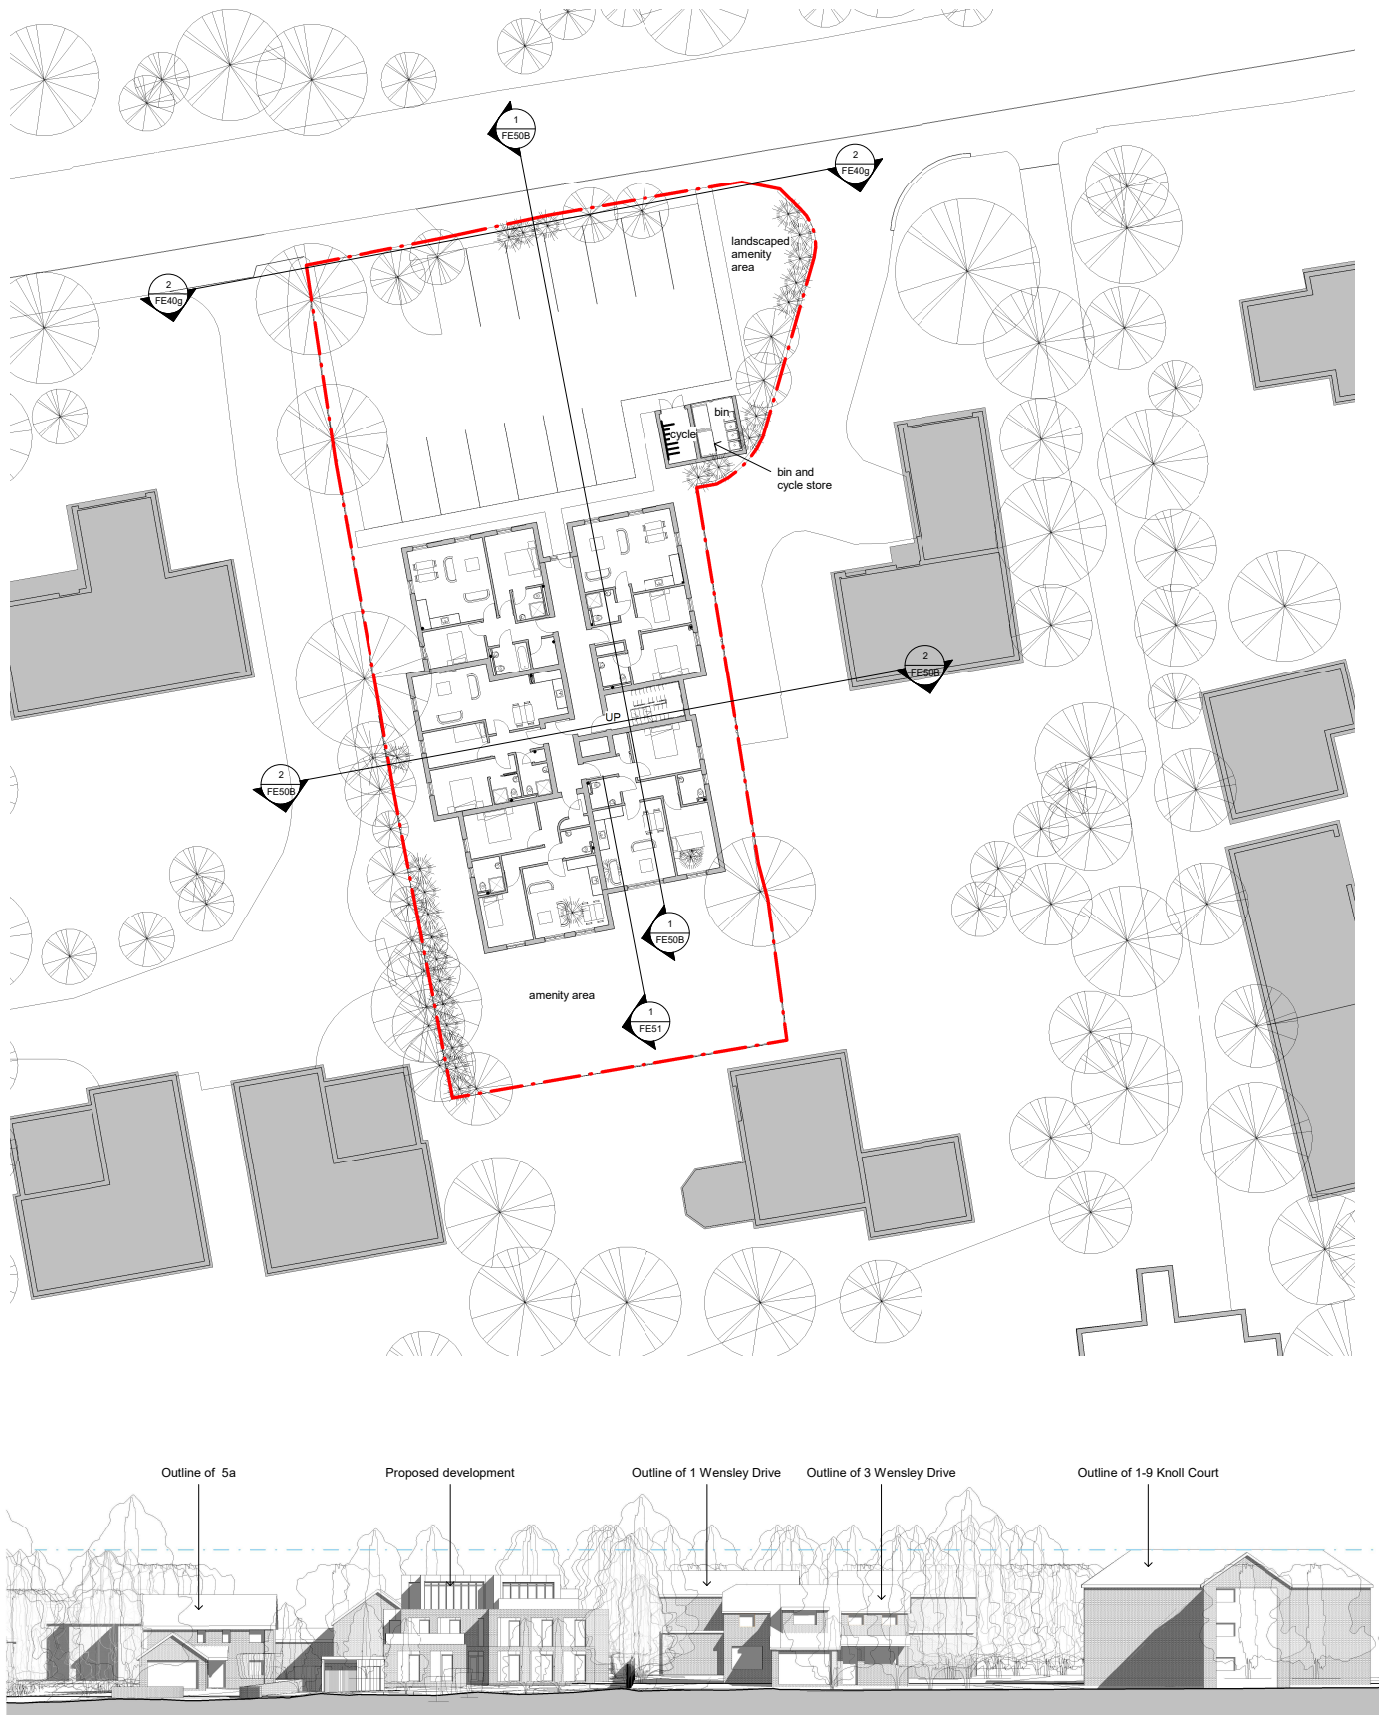 1
FE50B
2
FE40g
landscaped
amenity
area
2
FE40g
bin
cycle
bin and
cycle store
2
FE50B
UP
2
FE50B
1
FE50B
amenity area
1
FE51
Outline of 5a
Proposed development
Outline of 1 Wensley Drive
Outline of 3 Wensley Drive
Outline of 1-9 Knoll Court